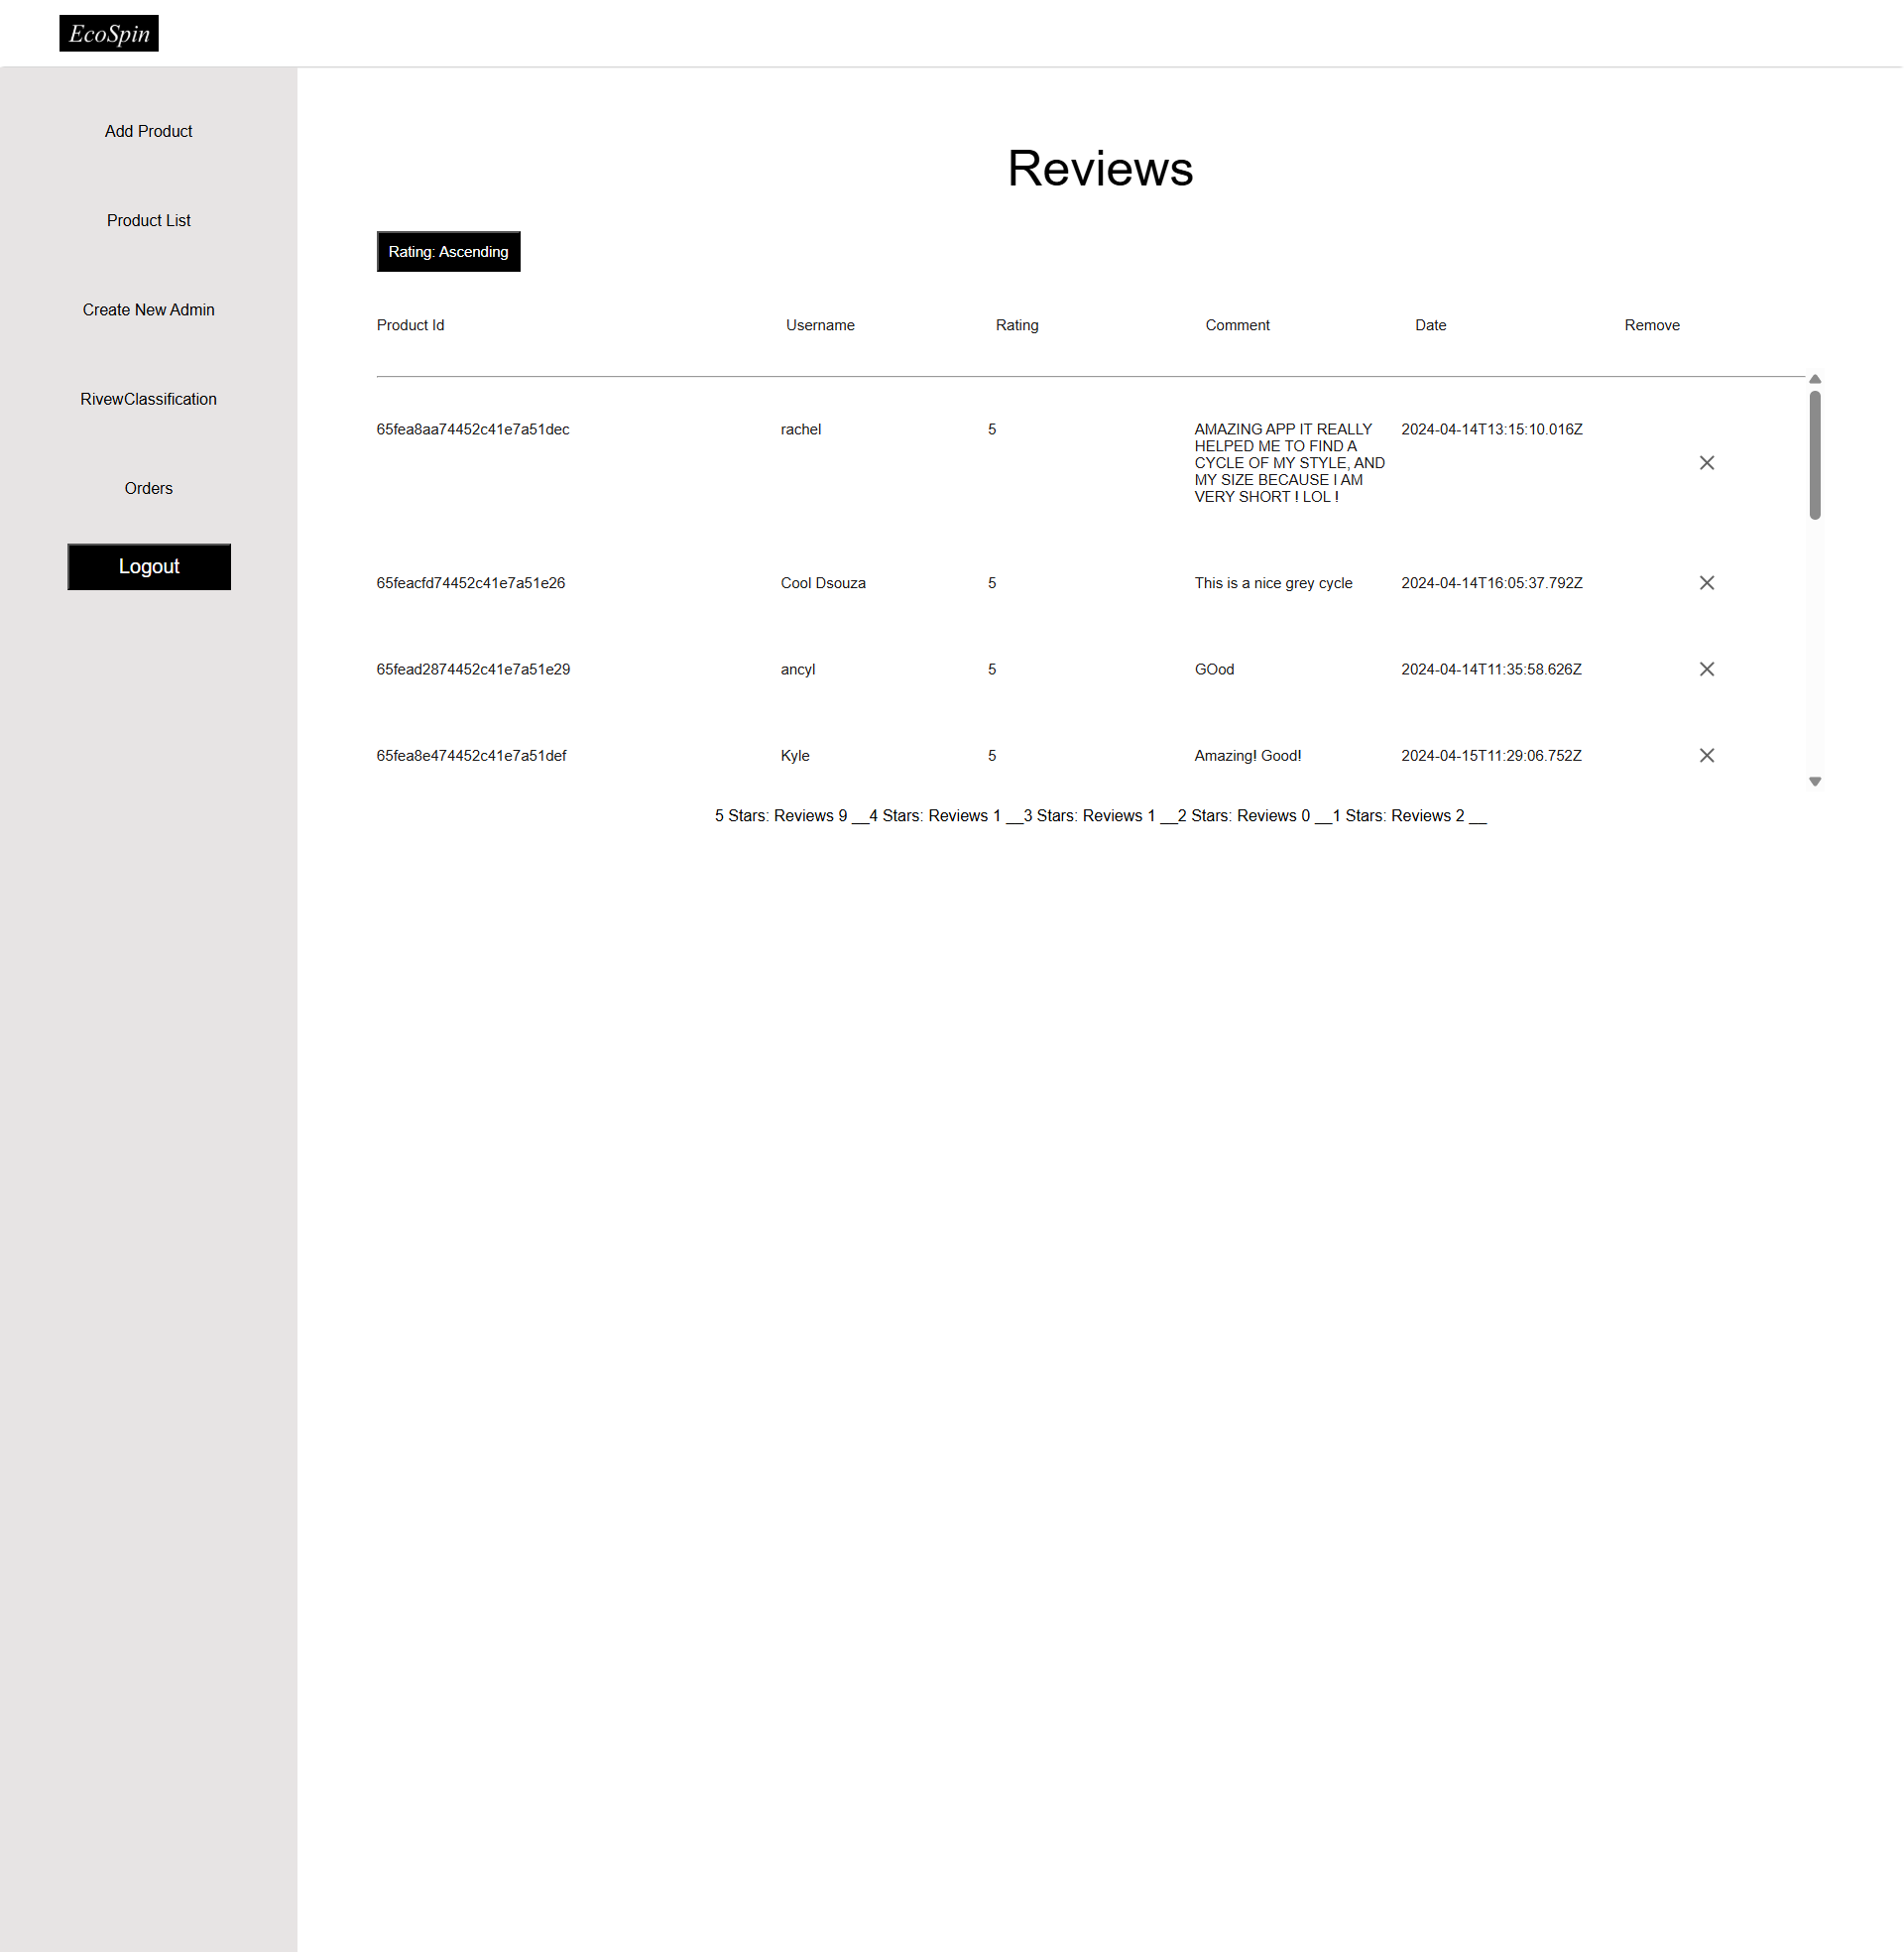 EcoSpin
Add Product
Product List
Create New Admin
RivewClassification
Orders
Logout
Reviews
Rating: Ascending
Product Id Username Rating Comment Date Remove
65fea8aa74452c41e7a51dec rachel 5 AMAZING APP IT REALLY 2024-04-14T13:15:10.016Z
HELPED ME TO FIND A
CYCLE OF MY STYLE, AND
MY SIZE BECAUSE I AM
VERY SHORT ! LOL !
65feacfd74452c41e7a51e26 Cool Dsouza 5 This is a nice grey cycle 2024-04-14T16:05:37.792Z
65fead2874452c41e7a51e29 ancyl 5 GOod 2024-04-14T11:35:58.626Z
65fea8e474452c41e7a51def Kyle 5 Amazing! Good! 2024-04-15T11:29:06.752Z
5 Stars: Reviews 9 __4 Stars: Reviews 1 __3 Stars: Reviews 1 __2 Stars: Reviews 0 __1 Stars: Reviews 2 __